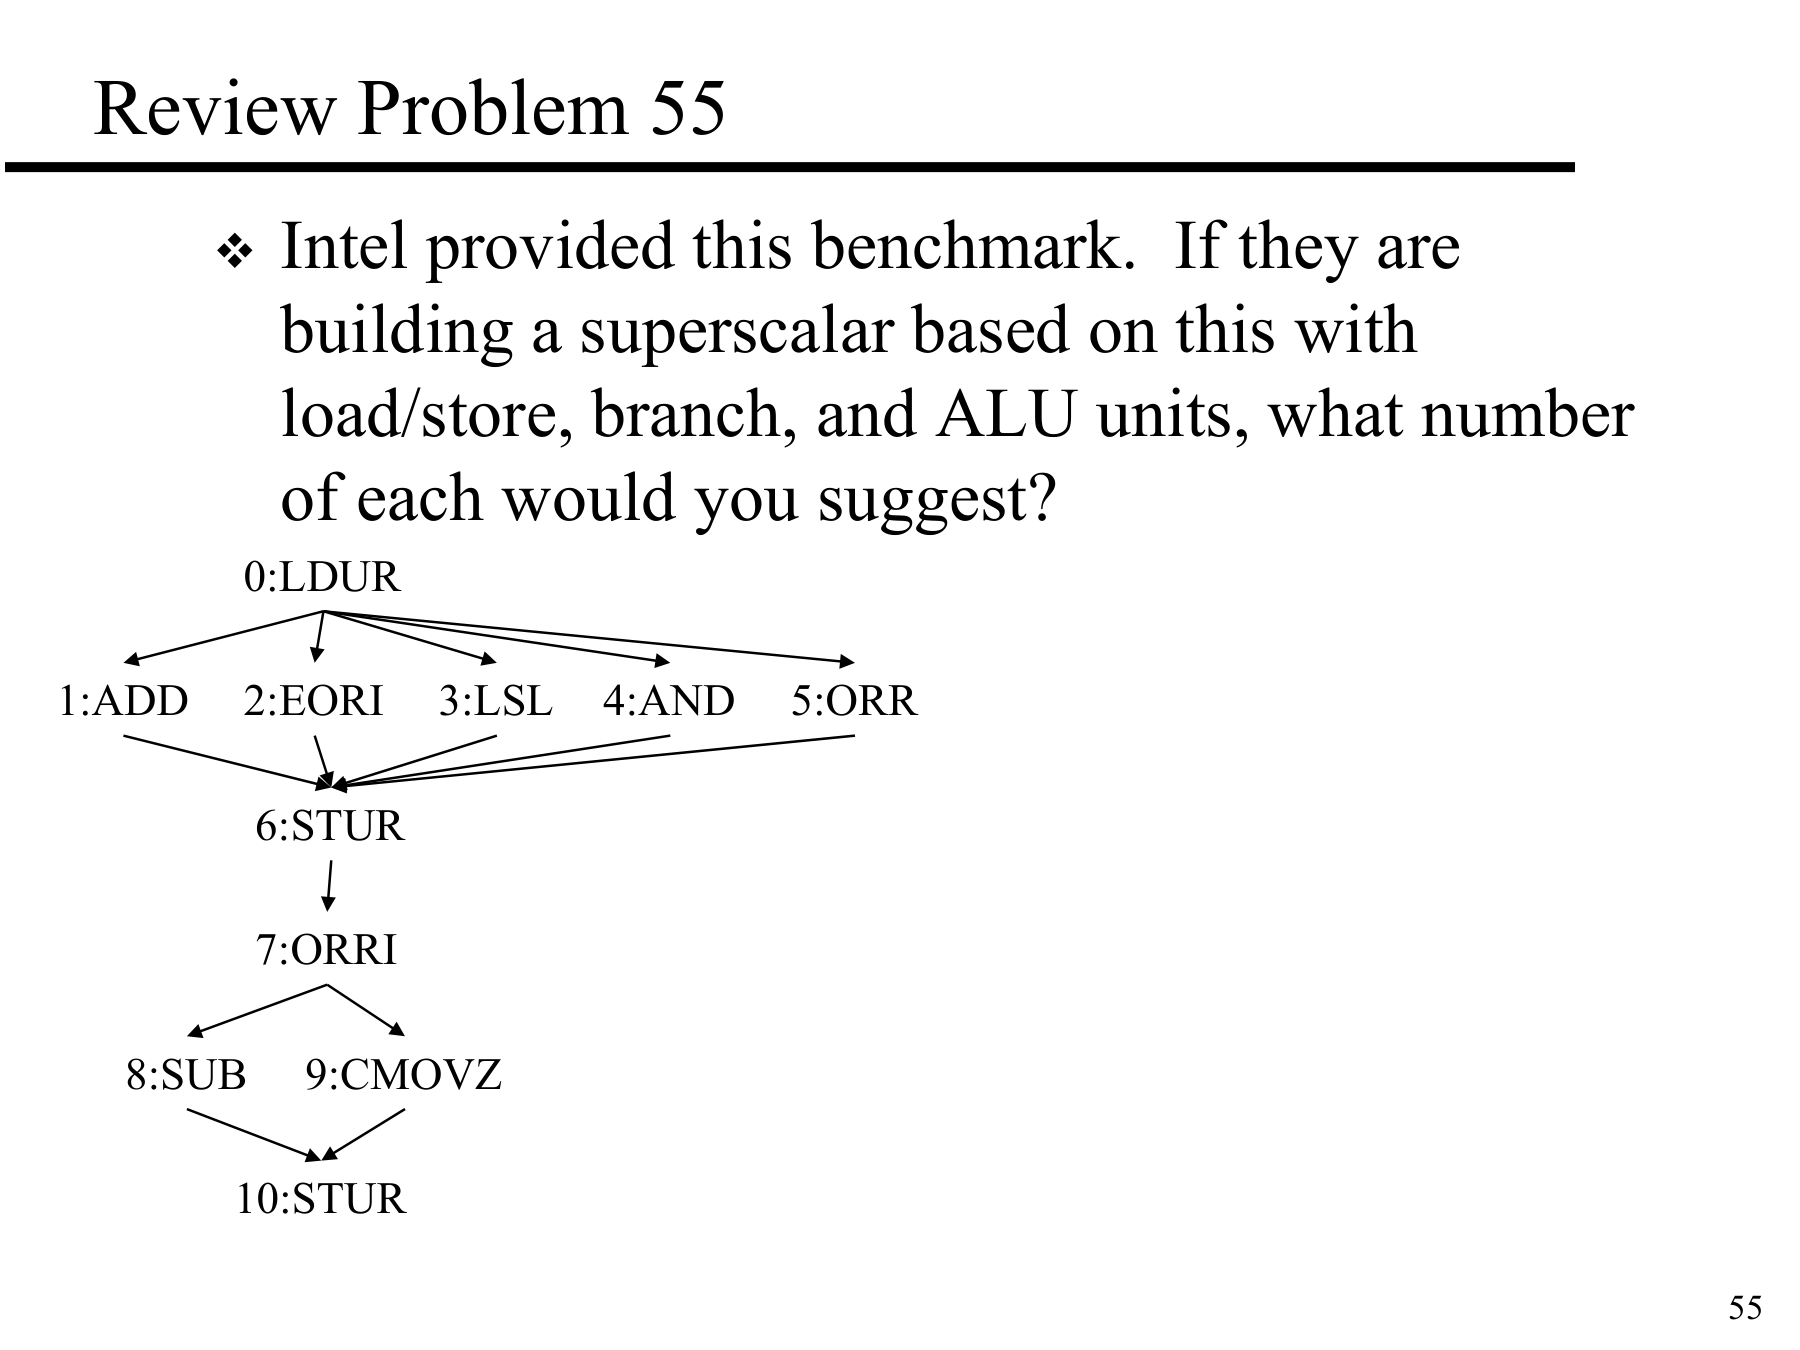 Review Problem 55
❖ Intel provided this benchmark.  If they are
building a superscalar based on this with
load/store, branch, and ALU units, what number
of each would you suggest?
0:LDUR
1:ADD 2:EORI 3:LSL 4:AND 5:ORR
6:STUR
7:ORRI
8:SUB 9:CMOVZ
10:STUR
55